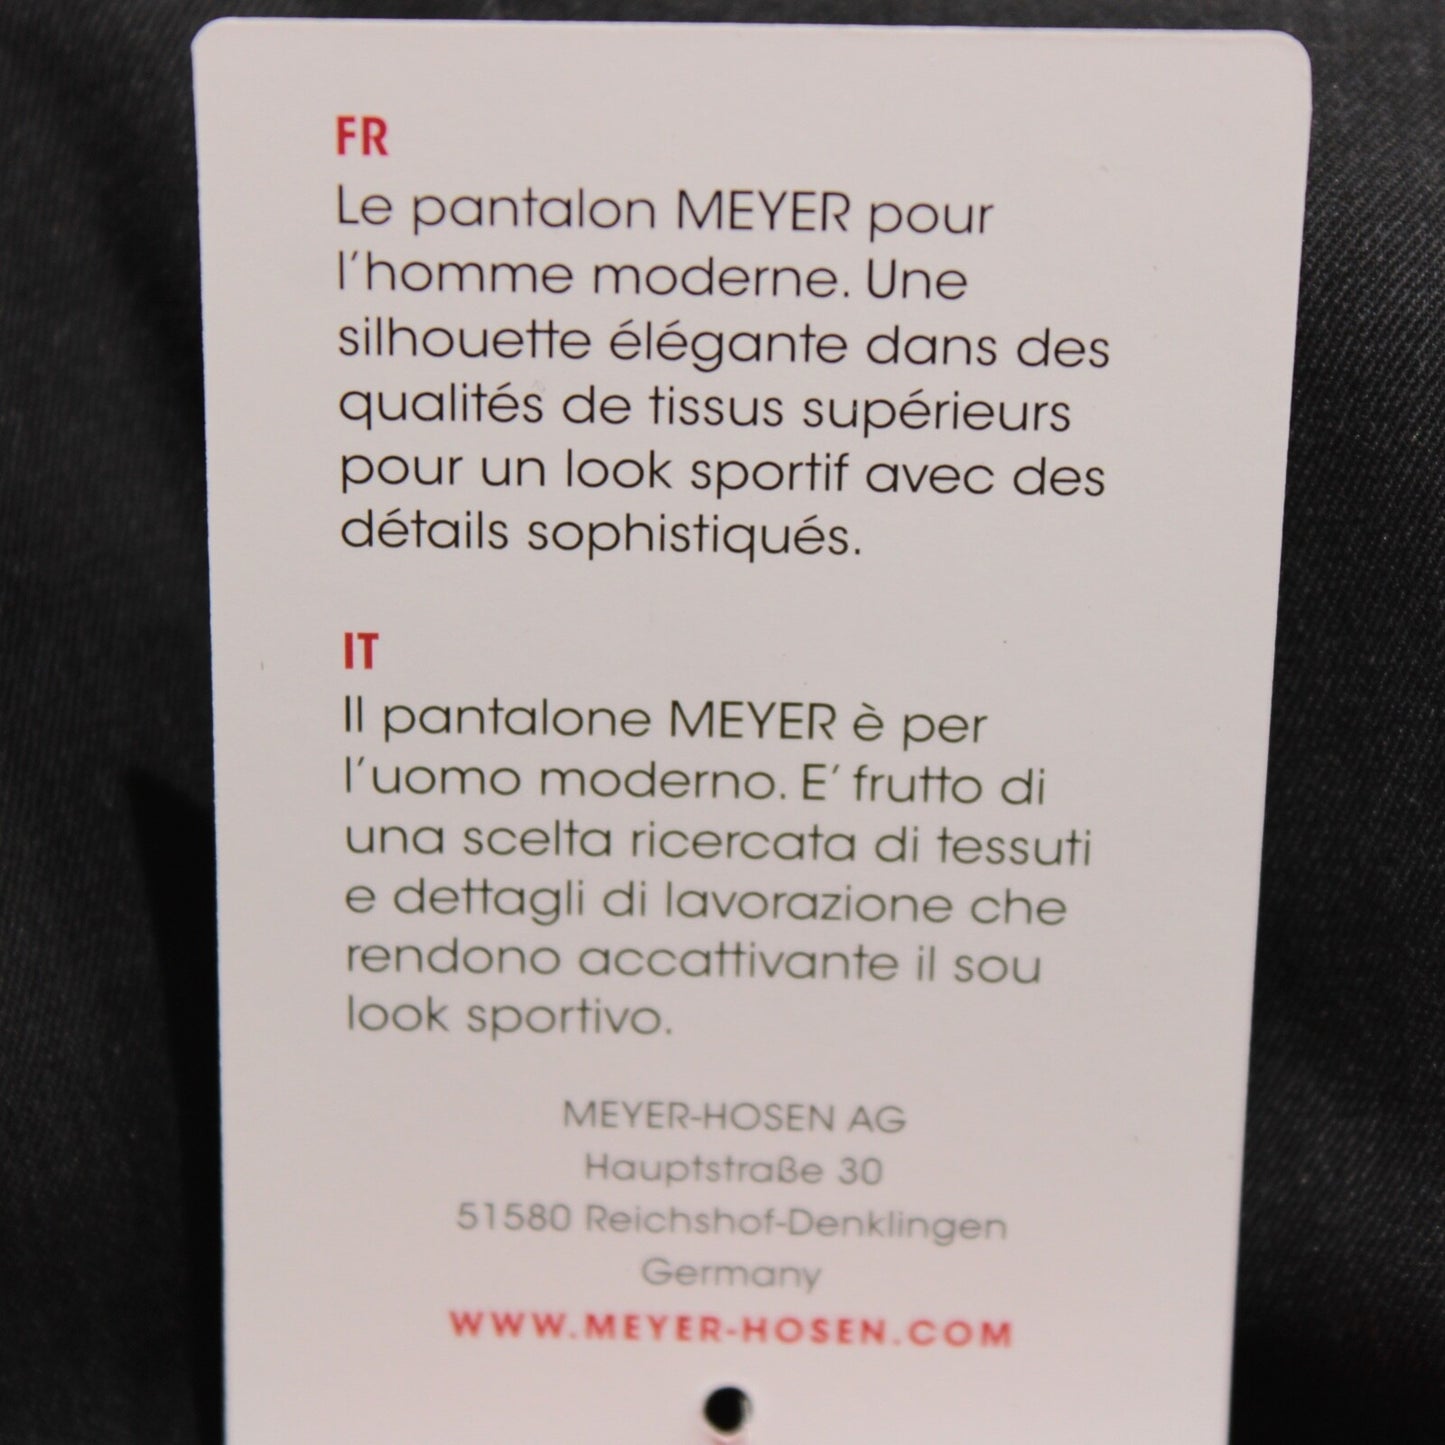 FR
Le pantalon MEYER pour
l'homme moderne. Une
silhouette élégante dans des
qualités de tissus supérieurs
pour un look sportif avec des
détails sophistiqués.
IT
Il pantalone MEYER è per
l'uomo moderno. E' frutto di
una scelta ricercata di tessuti
e dettagli di lavorazione che
rendono accattivante il sou
look sportivo.
MEYER-HOSEN AG
Hauptstraße 30
51580 Reichshof-Denklingen
Germany
WWW.MEYER-HOSEN.COM